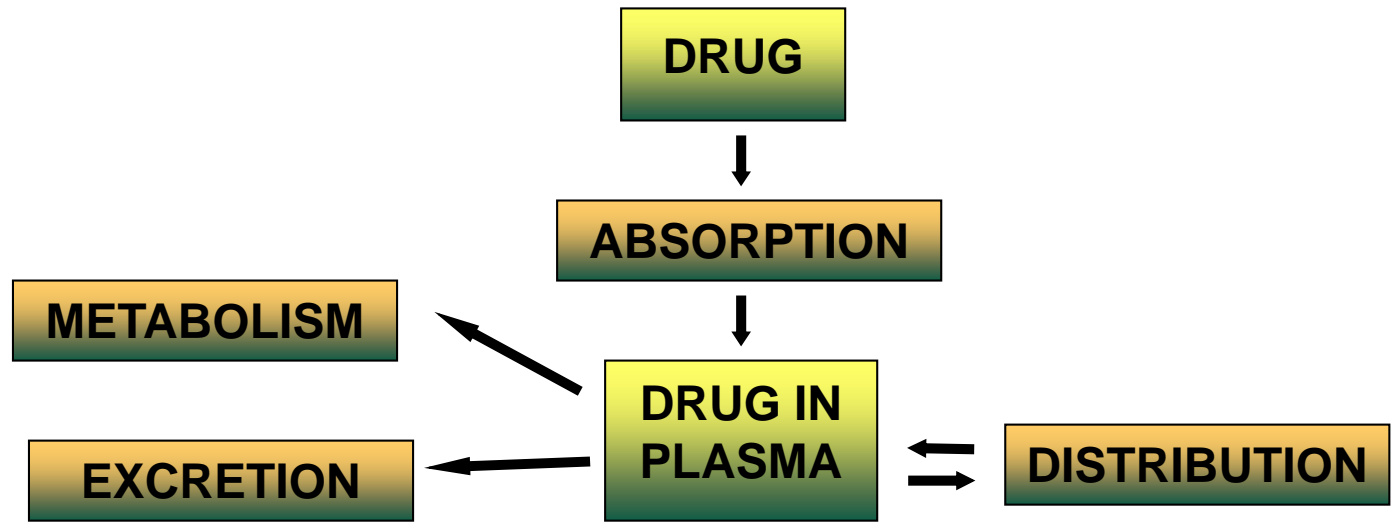 DRUG
ABSORPTION
METABOLISM
DRUG IN
PLASMA
EXCRETION
DISTRIBUTION